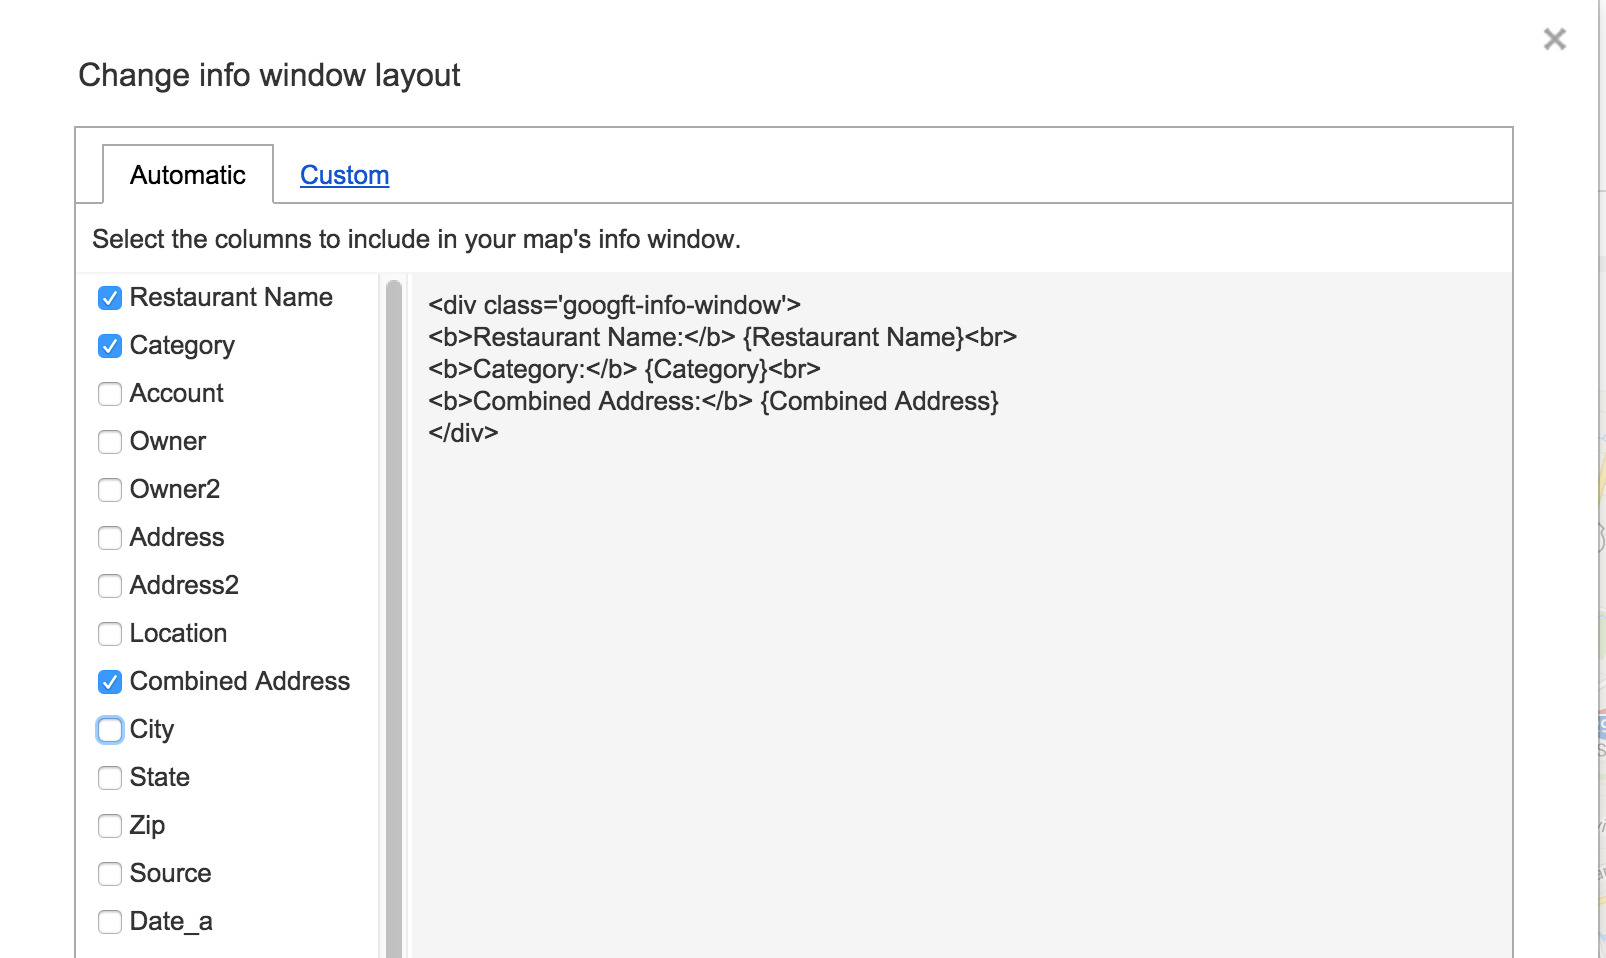 Change info window layout
Automatic
Custom
Select the columns to include in your map's info window.
Restaurant Name
Category
Account
Owner
Owner2
Address
Address2
Location
Combined Address
City
State
Zip
Source
Date_a
<div class='googft-info-window'>
<b>Restaurant Name:</b> {Restaurant Name}<br>
<b>Category:</b> {Category}<br>
<b>Combined Address:</b> {Combined Address}
</div>